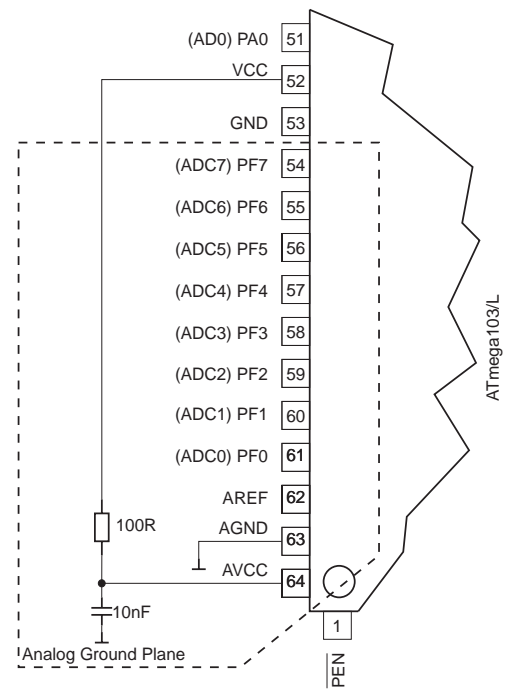 (AD0) PA0 51
VCC 52
GND 53
(ADC7) PF7 54
(ADC6) PF6 55
(ADC5) PF5 56
(ADC4) PF4 57
(ADC3) PF3 58
(ADC2) PF2 59
(ADC1) PF1 60
(ADC0) PF0 61
AREF 62
AGND 63
AVCC 64
100R
10nF
Analog Ground Plane
1
PEN
ATmega103/L